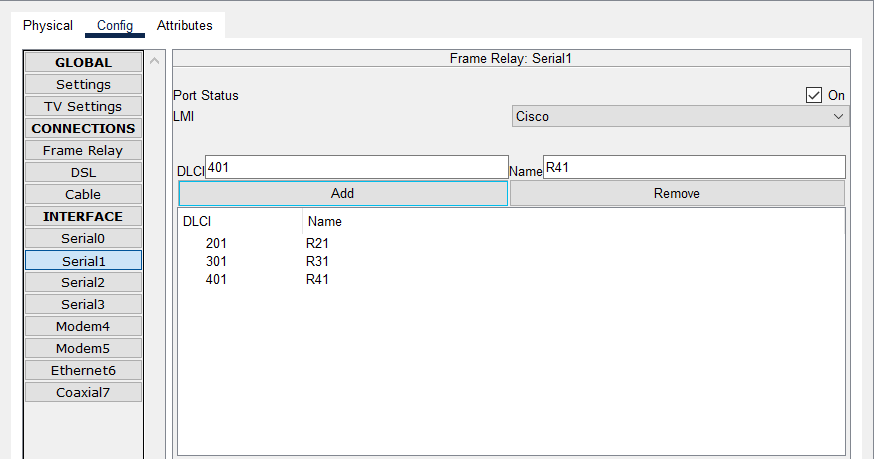 Physical Config Attributes
GLOBAL
Settings
TV Settings
CONNECTIONS
Frame Relay
DSL
Cable
INTERFACE
Serial0
Serial1
Serial2
Serial3
Modem4
Modem5
Ethernet6
Coaxial7
Frame Relay: Serial1
Port Status On
LMI Cisco
DLCI 401 Name R41
Add Remove
DLCI Name
201 R21
301 R31
401 R41